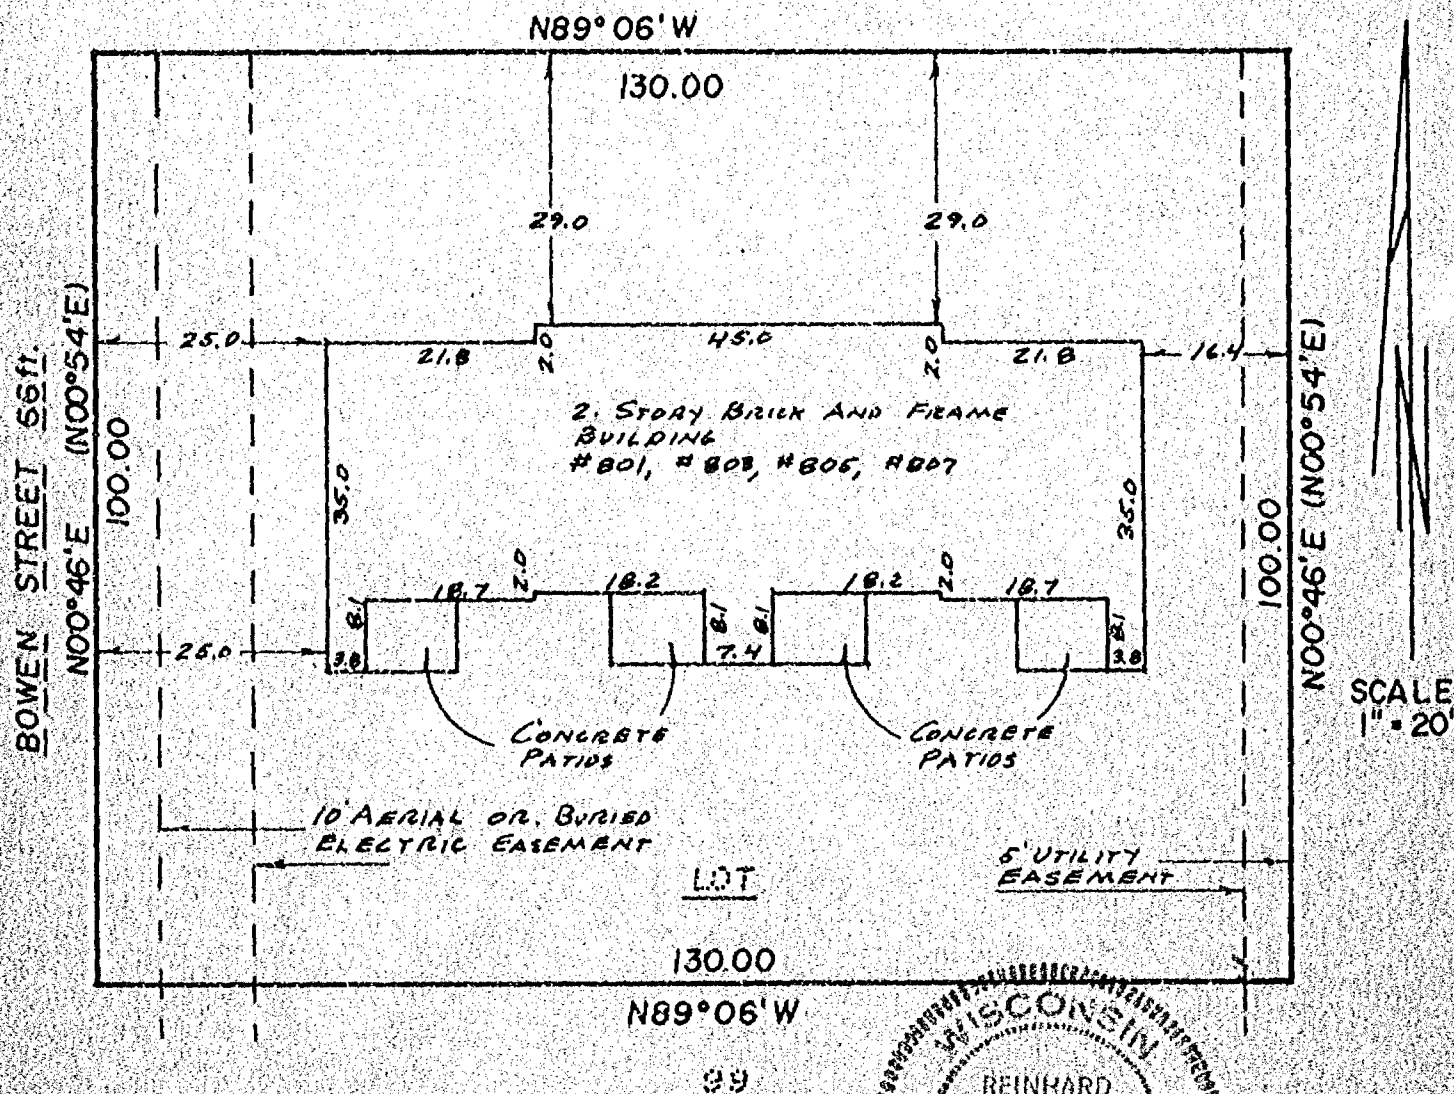 N89°06'W
130.00
29.0
29.0
25.0
21.8
2.0
45.0
2.0
21.8
16.4
BOWEN STREET 66ft.
N00°46'E (N00°54'E)
100.00
2. STORY BRICK AND FRAME
BUILDING
#801, #803, #805, #807
35.0
35.0
100.00
N00°46'E (N00°54'E)
SCALE
1" = 20'
25.0
3.8
8.1
18.7
2.0
18.2
8.1
7.4
8.1
18.2
2.0
18.7
8.1
3.8
CONCRETE
PATIOS
CONCRETE
PATIOS
10' AERIAL OR BURIED
ELECTRIC EASEMENT
5' UTILITY
EASEMENT
LOT
130.00
N89°06'W
99
WISCONSIN
REINHARD